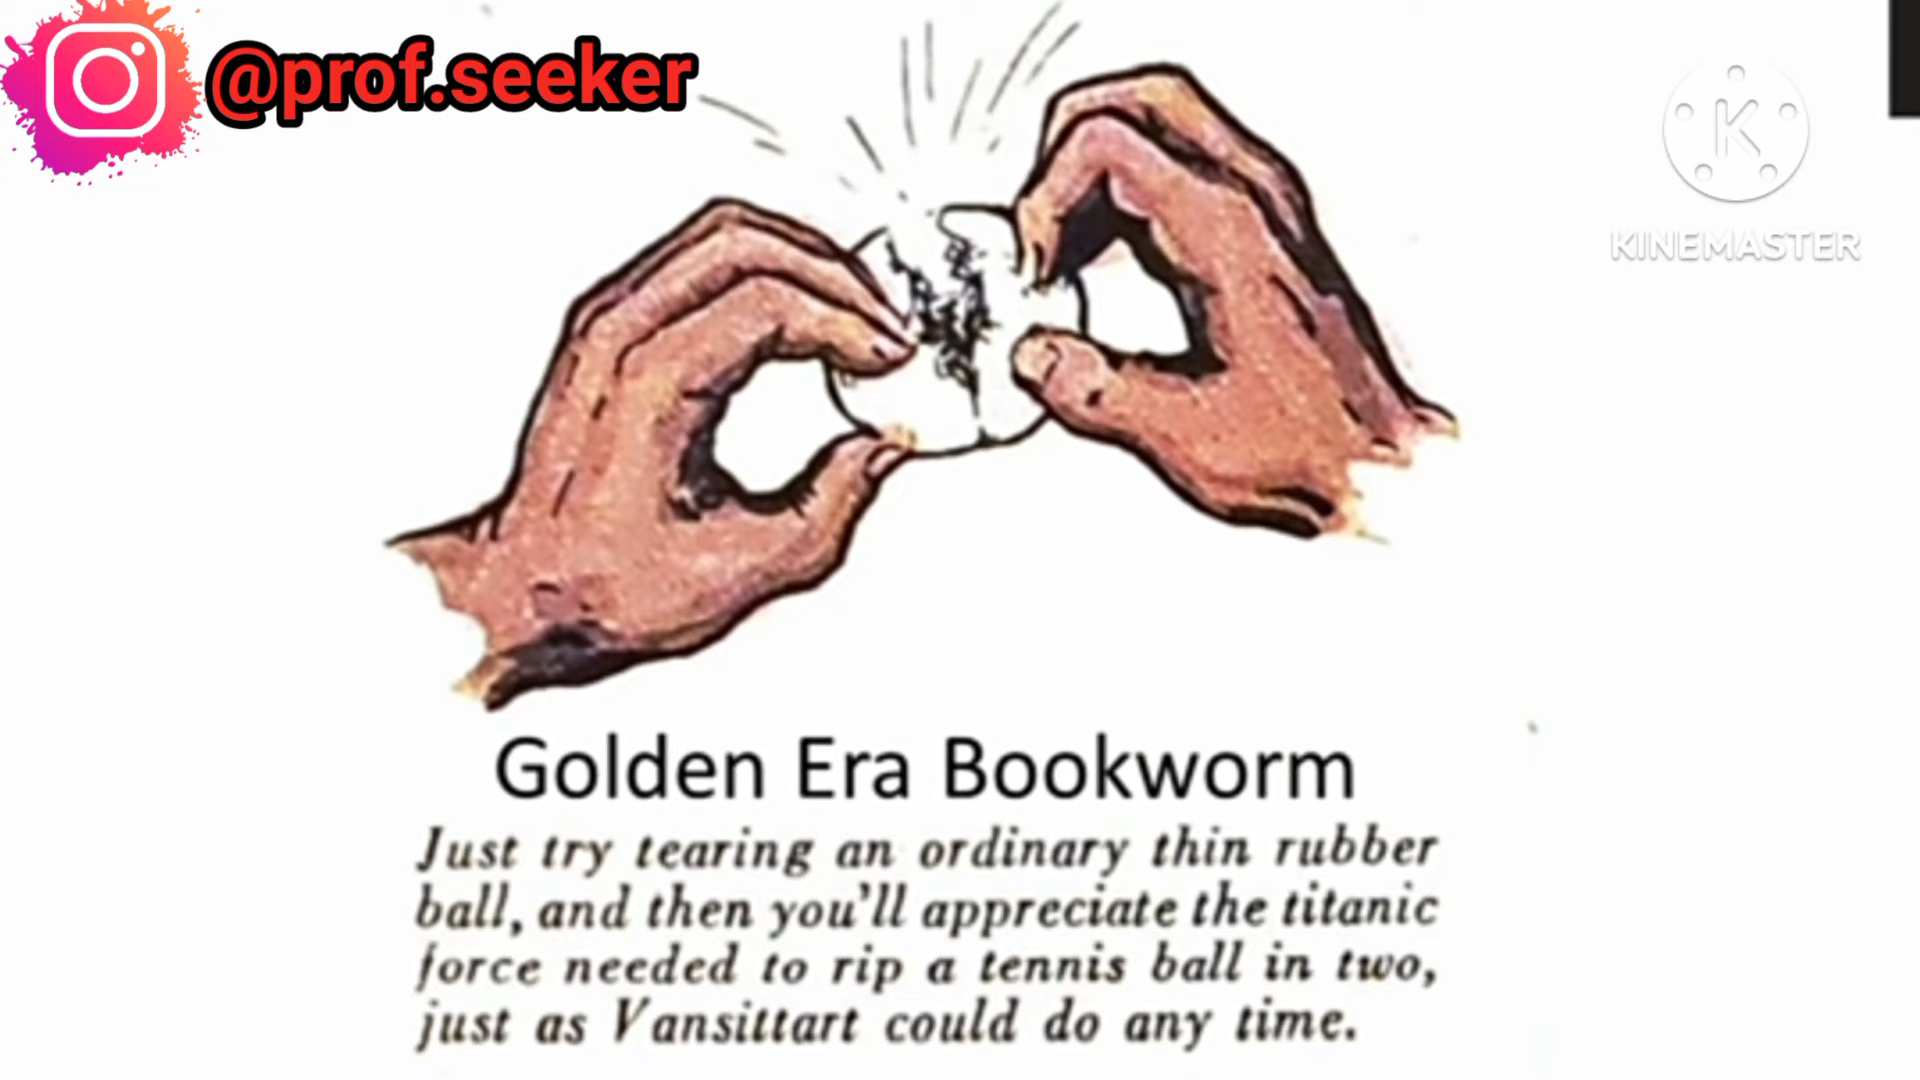 @prof.seeker
K
KINEMASTER
Golden Era Bookworm
Just try tearing an ordinary thin rubber
ball, and then you'll appreciate the titanic
force needed to rip a tennis ball in two,
just as Vansittart could do any time.